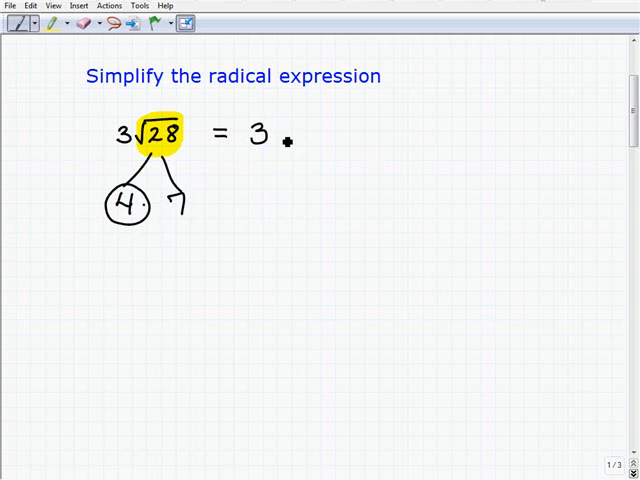 File Edit View Insert Actions Tools Help
Simplify the radical expression
3√28 = 3
4 · 7
1 / 3